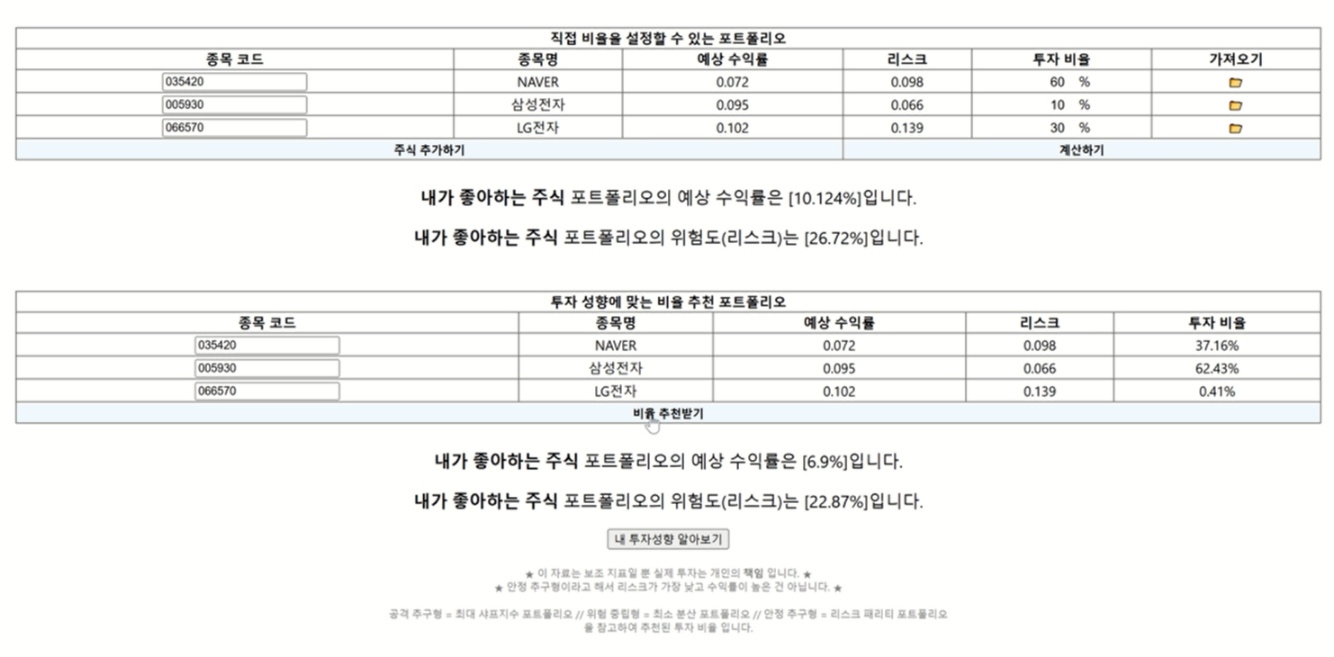 직접 비율을 설정할 수 있는 포트폴리오
종목 코드 종목명 예상 수익률 리스크 투자 비율 가져오기
035420 NAVER 0.072 0.098 60 %
005930 삼성전자 0.095 0.066 10 %
066570 LG전자 0.102 0.139 30 %
주식 추가하기 계산하기
내가 좋아하는 주식 포트폴리오의 예상 수익률은 [10.124%]입니다.
내가 좋아하는 주식 포트폴리오의 위험도(리스크)는 [26.72%]입니다.
투자 성향에 맞는 비율 추천 포트폴리오
종목 코드 종목명 예상 수익률 리스크 투자 비율
035420 NAVER 0.072 0.098 37.16%
005930 삼성전자 0.095 0.066 62.43%
066570 LG전자 0.102 0.139 0.41%
비율 추천받기
내가 좋아하는 주식 포트폴리오의 예상 수익률은 [6.9%]입니다.
내가 좋아하는 주식 포트폴리오의 위험도(리스크)는 [22.87%]입니다.
내 투자성향 알아보기
★ 이 자료는 보조 지표일 뿐 실제 투자는 개인의 책임 입니다. ★
★ 안정 추구형이라고 해서 리스크가 가장 낮고 수익률이 높은 건 아닙니다. ★
공격 추구형 = 최대 샤프지수 포트폴리오 // 위험 중립형 = 최소 분산 포트폴리오 // 안정 추구형 = 리스크 패리티 포트폴리오
을 참고하여 추천된 투자 비율 입니다.